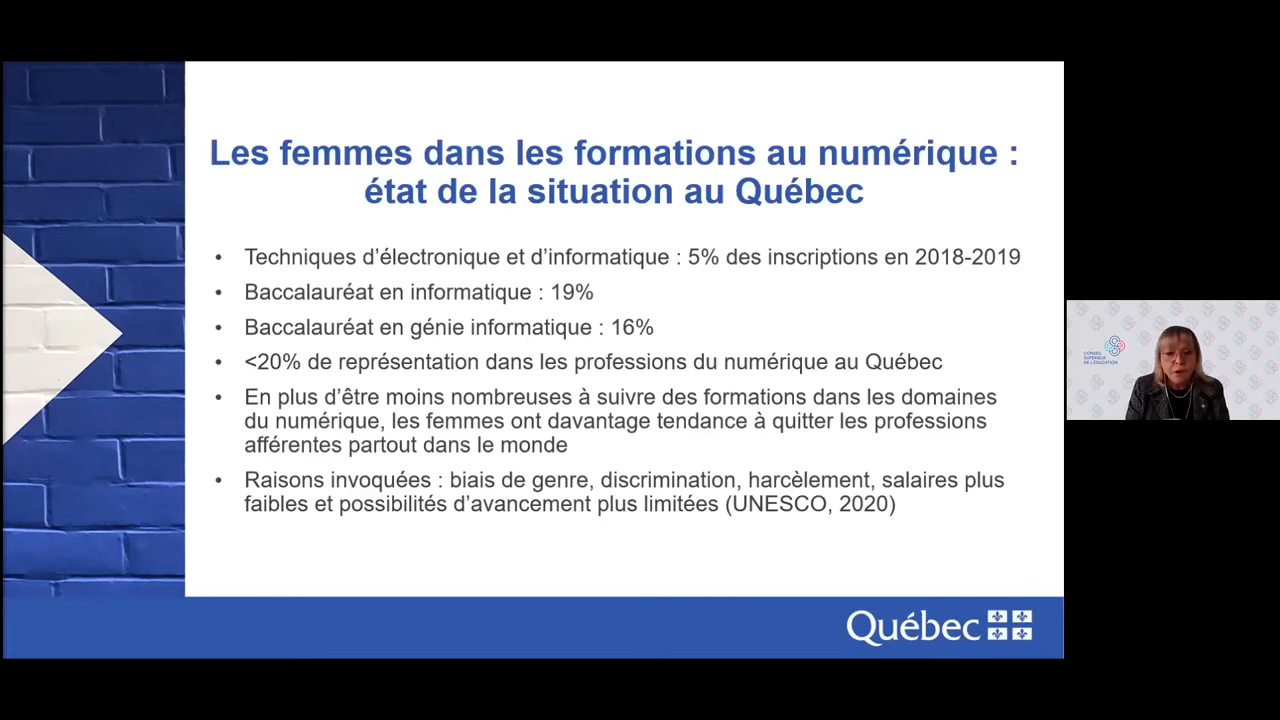 Les femmes dans les formations au numérique :
état de la situation au Québec
• Techniques d’électronique et d’informatique : 5% des inscriptions en 2018-2019
• Baccalauréat en informatique : 19%
• Baccalauréat en génie informatique : 16%
• <20% de représentation dans les professions du numérique au Québec
• En plus d’être moins nombreuses à suivre des formations dans les domaines
du numérique, les femmes ont davantage tendance à quitter les professions
afférentes partout dans le monde
• Raisons invoquées : biais de genre, discrimination, harcèlement, salaires plus
faibles et possibilités d’avancement plus limitées (UNESCO, 2020)
Québec
CONSEIL
SUPÉRIEUR
DE L’ÉDUCATION